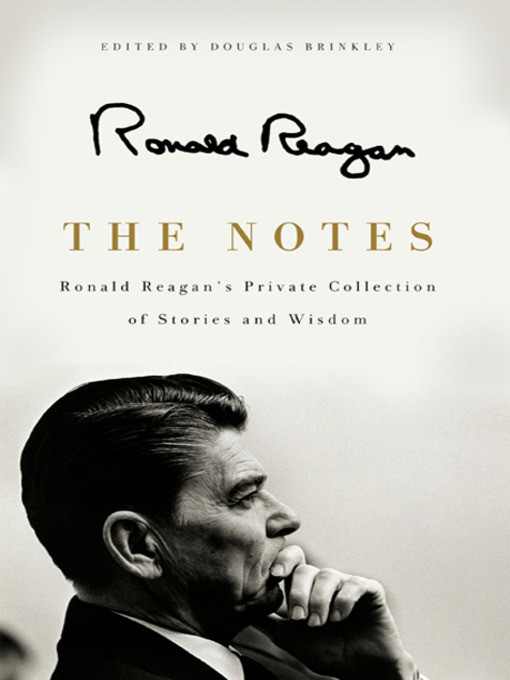 EDITED BY DOUGLAS BRINKLEY
Ronald Reagan
THE NOTES
Ronald Reagan's Private Collection
of Stories and Wisdom